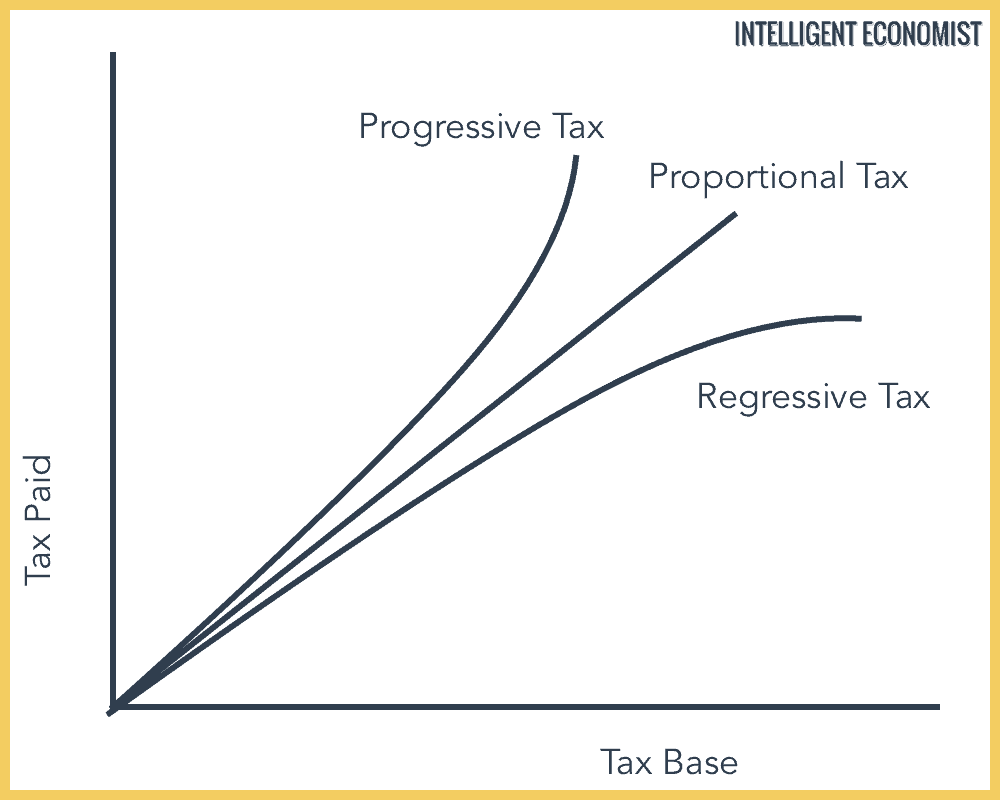 INTELLIGENT ECONOMIST
Progressive Tax
Proportional Tax
Regressive Tax
Tax Paid
Tax Base